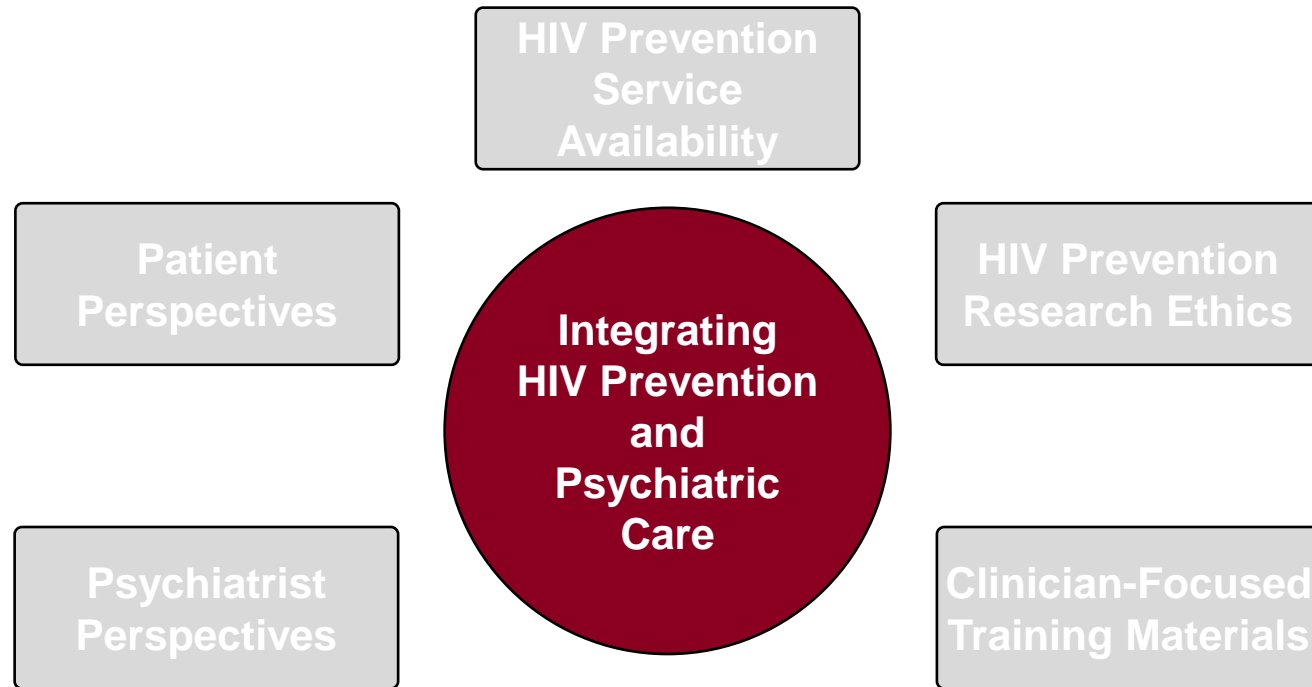 HIV Prevention
Service
Availability
Patient
Perspectives
HIV Prevention
Research Ethics
Integrating
HIV Prevention
and
Psychiatric
Care
Psychiatrist
Perspectives
Clinician-Focused
Training Materials